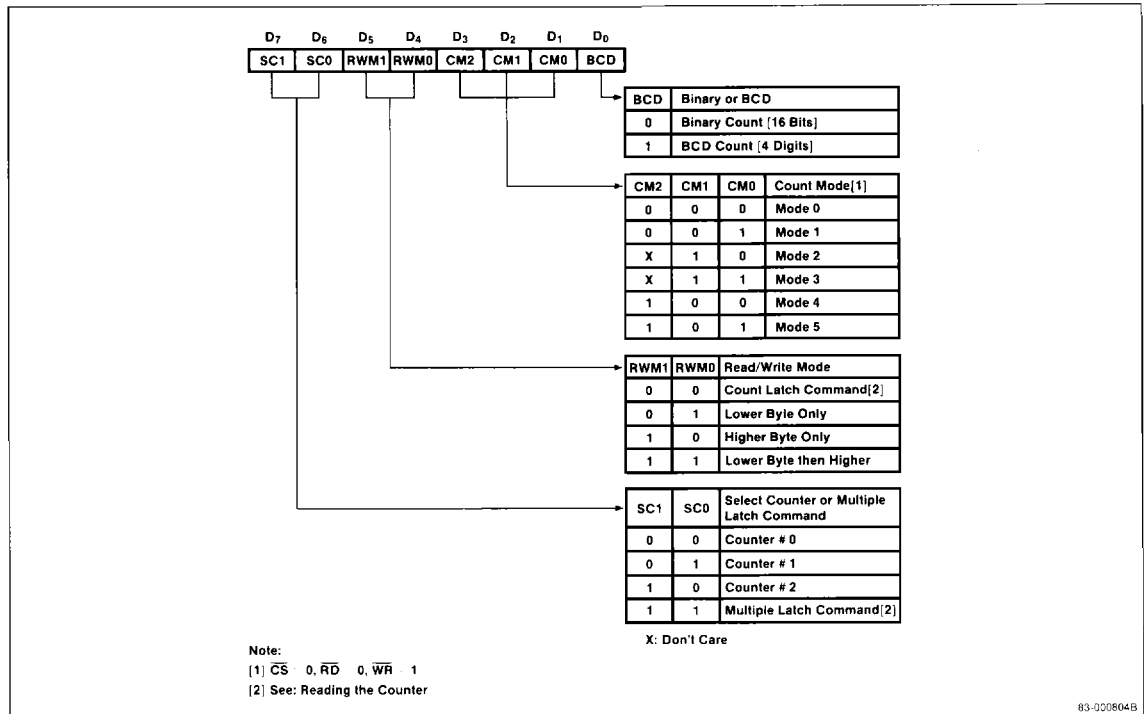 D7 D6 D5 D4 D3 D2 D1 D0
SC1 SC0 RWM1 RWM0 CM2 CM1 CM0 BCD
BCD Binary or BCD
0 Binary Count [16 Bits]
1 BCD Count [4 Digits]
CM2 CM1 CM0 Count Mode[1]
0 0 0 Mode 0
0 0 1 Mode 1
X 1 0 Mode 2
X 1 1 Mode 3
1 0 0 Mode 4
1 0 1 Mode 5
RWM1 RWM0 Read/Write Mode
0 0 Count Latch Command[2]
0 1 Lower Byte Only
1 0 Higher Byte Only
1 1 Lower Byte then Higher
SC1 SC0 Select Counter or Multiple
Latch Command
0 0 Counter # 0
0 1 Counter # 1
1 0 Counter # 2
1 1 Multiple Latch Command[2]
X: Don't Care
Note:
[1] C̅S̅ 0, R̅D̅ 0, W̅R̅ - 1
[2] See: Reading the Counter
83-000804B